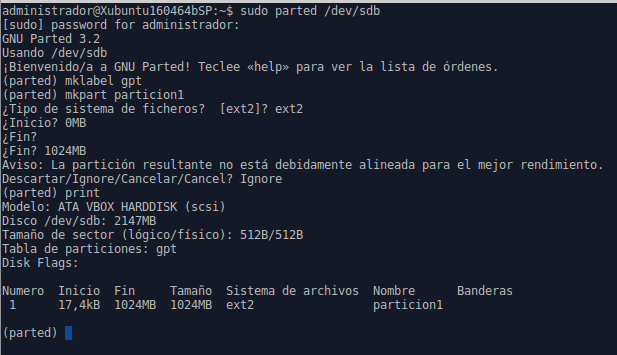 administrador@Xubuntu160464bSP:~$ sudo parted /dev/sdb
[sudo] password for administrador:
GNU Parted 3.2
Usando /dev/sdb
¡Bienvenido/a a GNU Parted! Teclee «help» para ver la lista de órdenes.
(parted) mklabel gpt
(parted) mkpart particion1
¿Tipo de sistema de ficheros?  [ext2]? ext2
¿Inicio? 0MB
¿Fin?
¿Fin? 1024MB
Aviso: La partición resultante no está debidamente alineada para el mejor rendimiento.
Descartar/Ignore/Cancelar/Cancel? Ignore
(parted) print
Modelo: ATA VBOX HARDDISK (scsi)
Disco /dev/sdb: 2147MB
Tamaño de sector (lógico/físico): 512B/512B
Tabla de particiones: gpt
Disk Flags:
Numero  Inicio  Fin     Tamaño  Sistema de archivos  Nombre      Banderas
 1      17,4kB  1024MB  1024MB  ext2                 particion1
(parted)